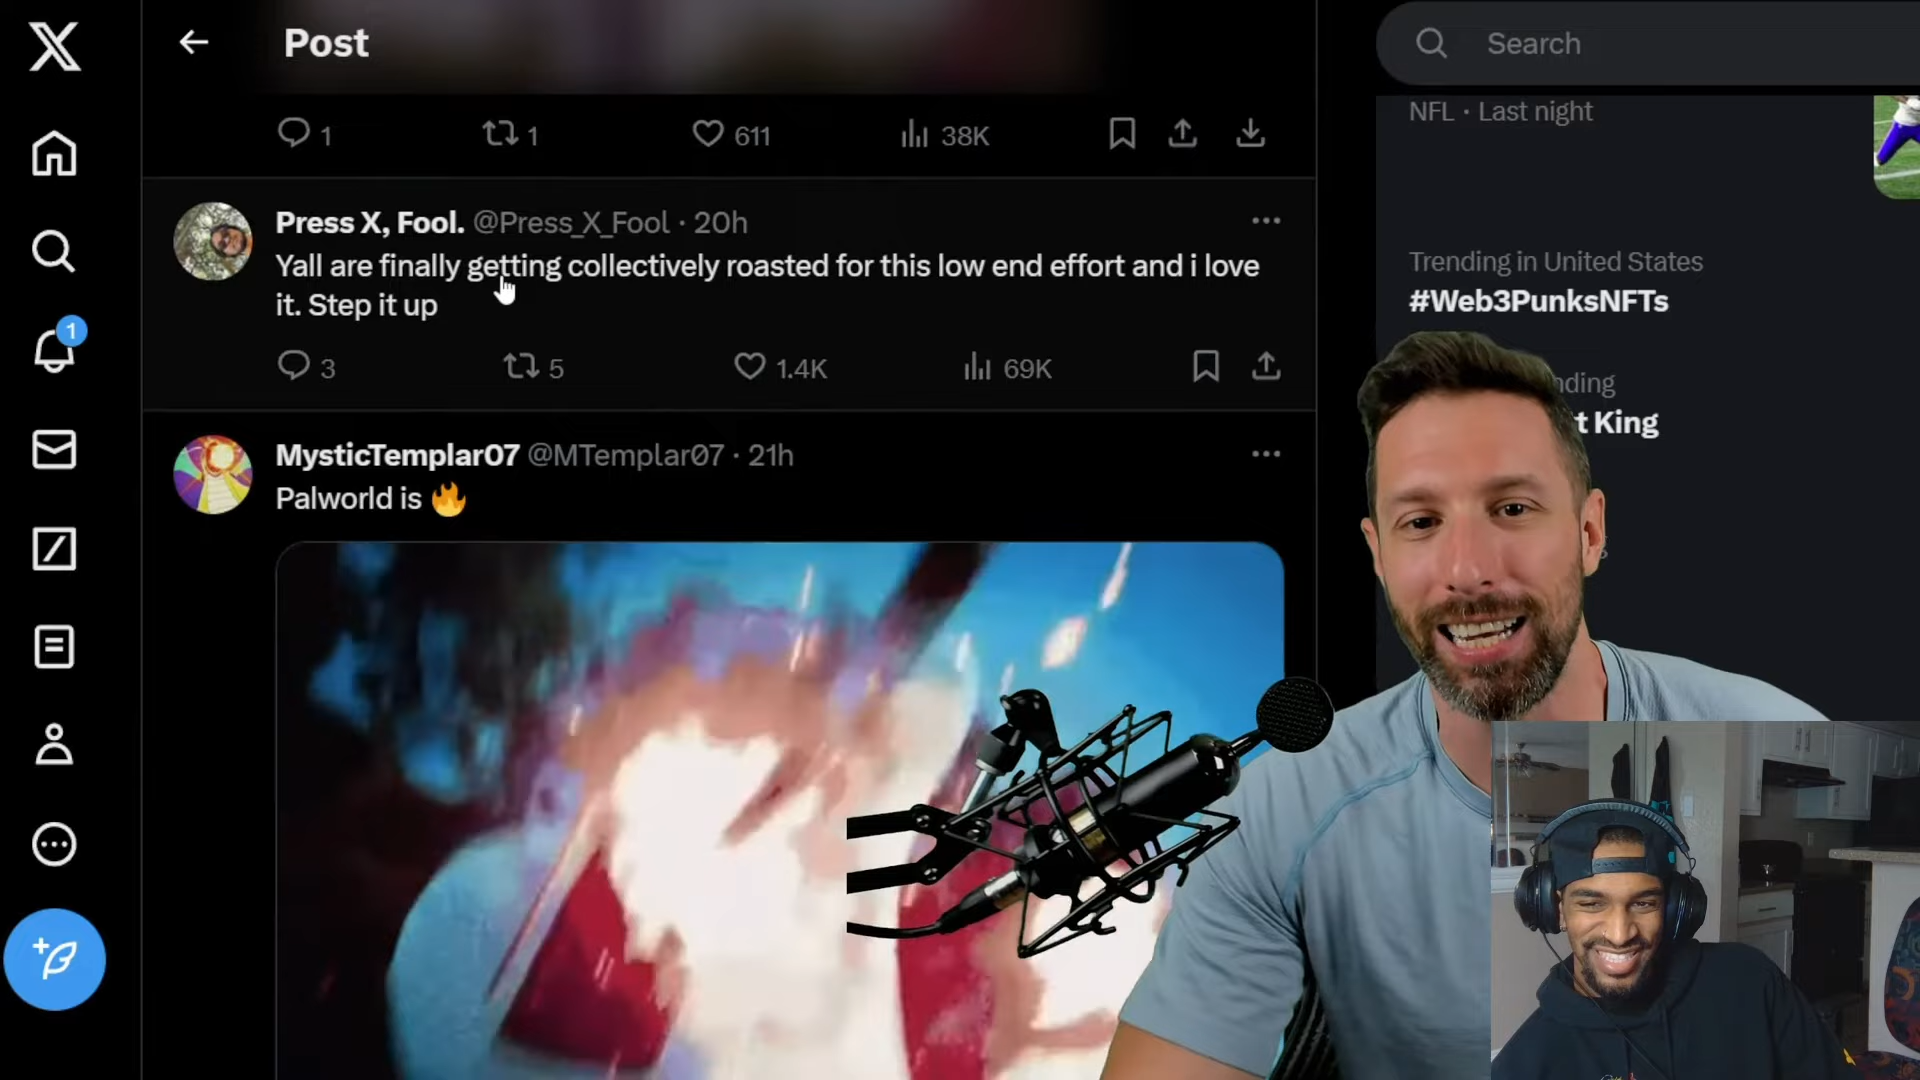 Post
Search
1
1
611
38K
NFL · Last night
Press X, Fool. @Press_X_Fool · 20h
Yall are finally getting collectively roasted for this low end effort and i love
it. Step it up
3
5
1.4K
69K
Trending in United States
#Web3PunksNFTs
nding
t King
1
MysticTemplar07 @MTemplar07 · 21h
Palworld is 🔥